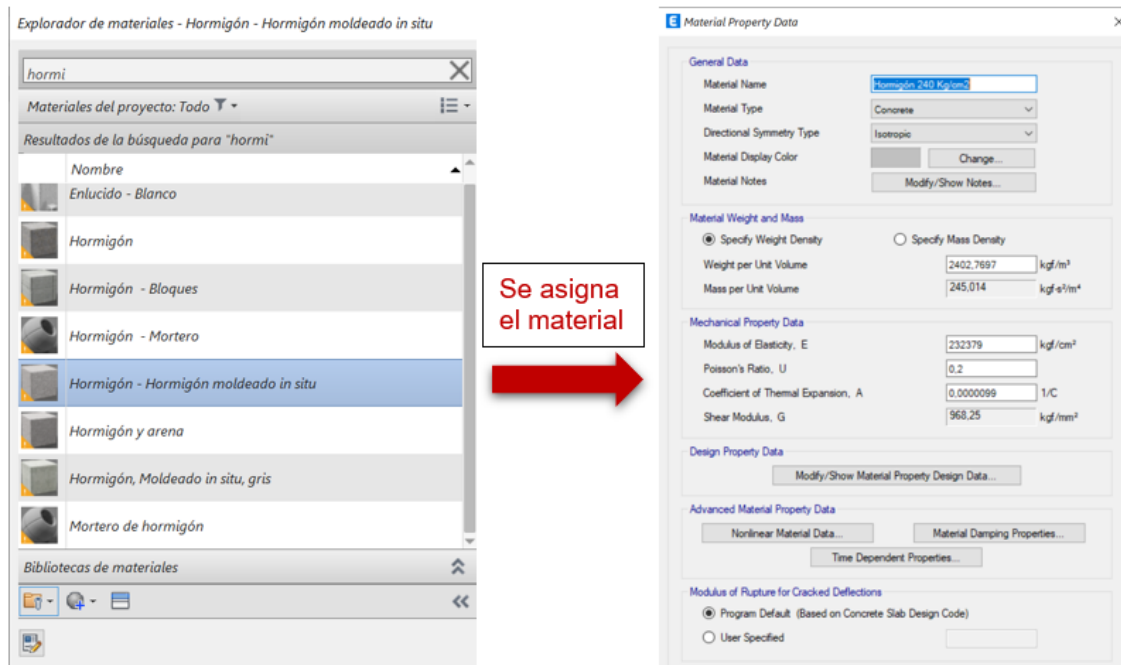 Explorador de materiales - Hormigón - Hormigón moldeado in situ
hormi
Materiales del proyecto: Todo
Resultados de la búsqueda para "hormi"
Nombre
Enlucido - Blanco
Hormigón
Hormigón - Bloques
Hormigón - Mortero
Hormigón - Hormigón moldeado in situ
Hormigón y arena
Hormigón, Moldeado in situ, gris
Mortero de hormigón
Bibliotecas de materiales
Se asigna
el material
E Material Property Data
General Data
Material Name Hormigón 240 Kg/cm2
Material Type Concrete
Directional Symmetry Type Isotropic
Material Display Color Change...
Material Notes Modify/Show Notes...
Material Weight and Mass
Specify Weight Density Specify Mass Density
Weight per Unit Volume 2402,7697 kgf/m³
Mass per Unit Volume 245,014 kgf-s²/m⁴
Mechanical Property Data
Modulus of Elasticity, E 232379 kgf/cm²
Poisson's Ratio, U 0,2
Coefficient of Thermal Expansion, A 0,0000099 1/C
Shear Modulus, G 968,25 kgf/mm²
Design Property Data
Modify/Show Material Property Design Data...
Advanced Material Property Data
Nonlinear Material Data... Material Damping Properties...
Time Dependent Properties...
Modulus of Rupture for Cracked Deflections
Program Default (Based on Concrete Slab Design Code)
User Specified